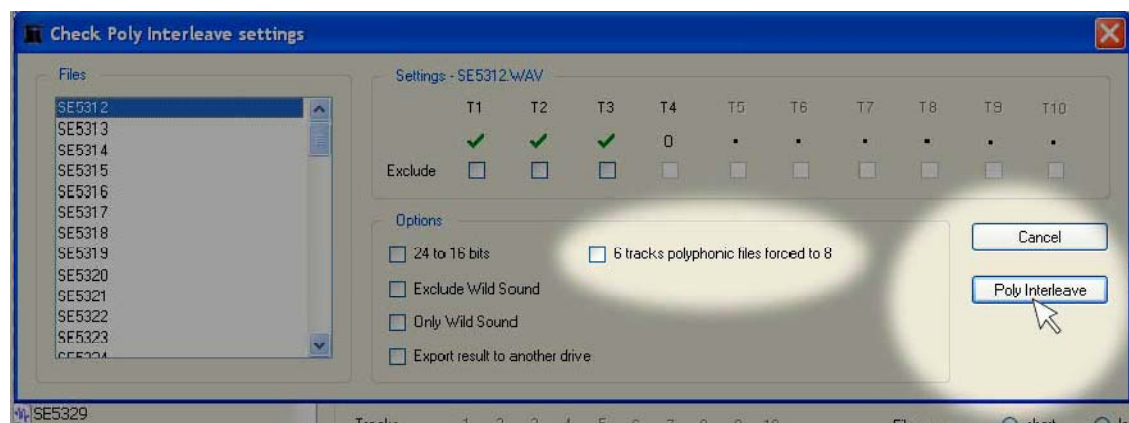 Check Poly Interleave settings
Files
SE5312
SE5313
SE5314
SE5315
SE5316
SE5317
SE5318
SE5319
SE5320
SE5321
SE5322
SE5323
Settings - SE5312.WAV
T1 T2 T3 T4 T5 T6 T7 T8 T9 T10
0
Exclude
Options
24 to 16 bits
6 tracks polyphonic files forced to 8
Exclude Wild Sound
Only Wild Sound
Export result to another drive
Cancel
Poly Interleave
SE5329